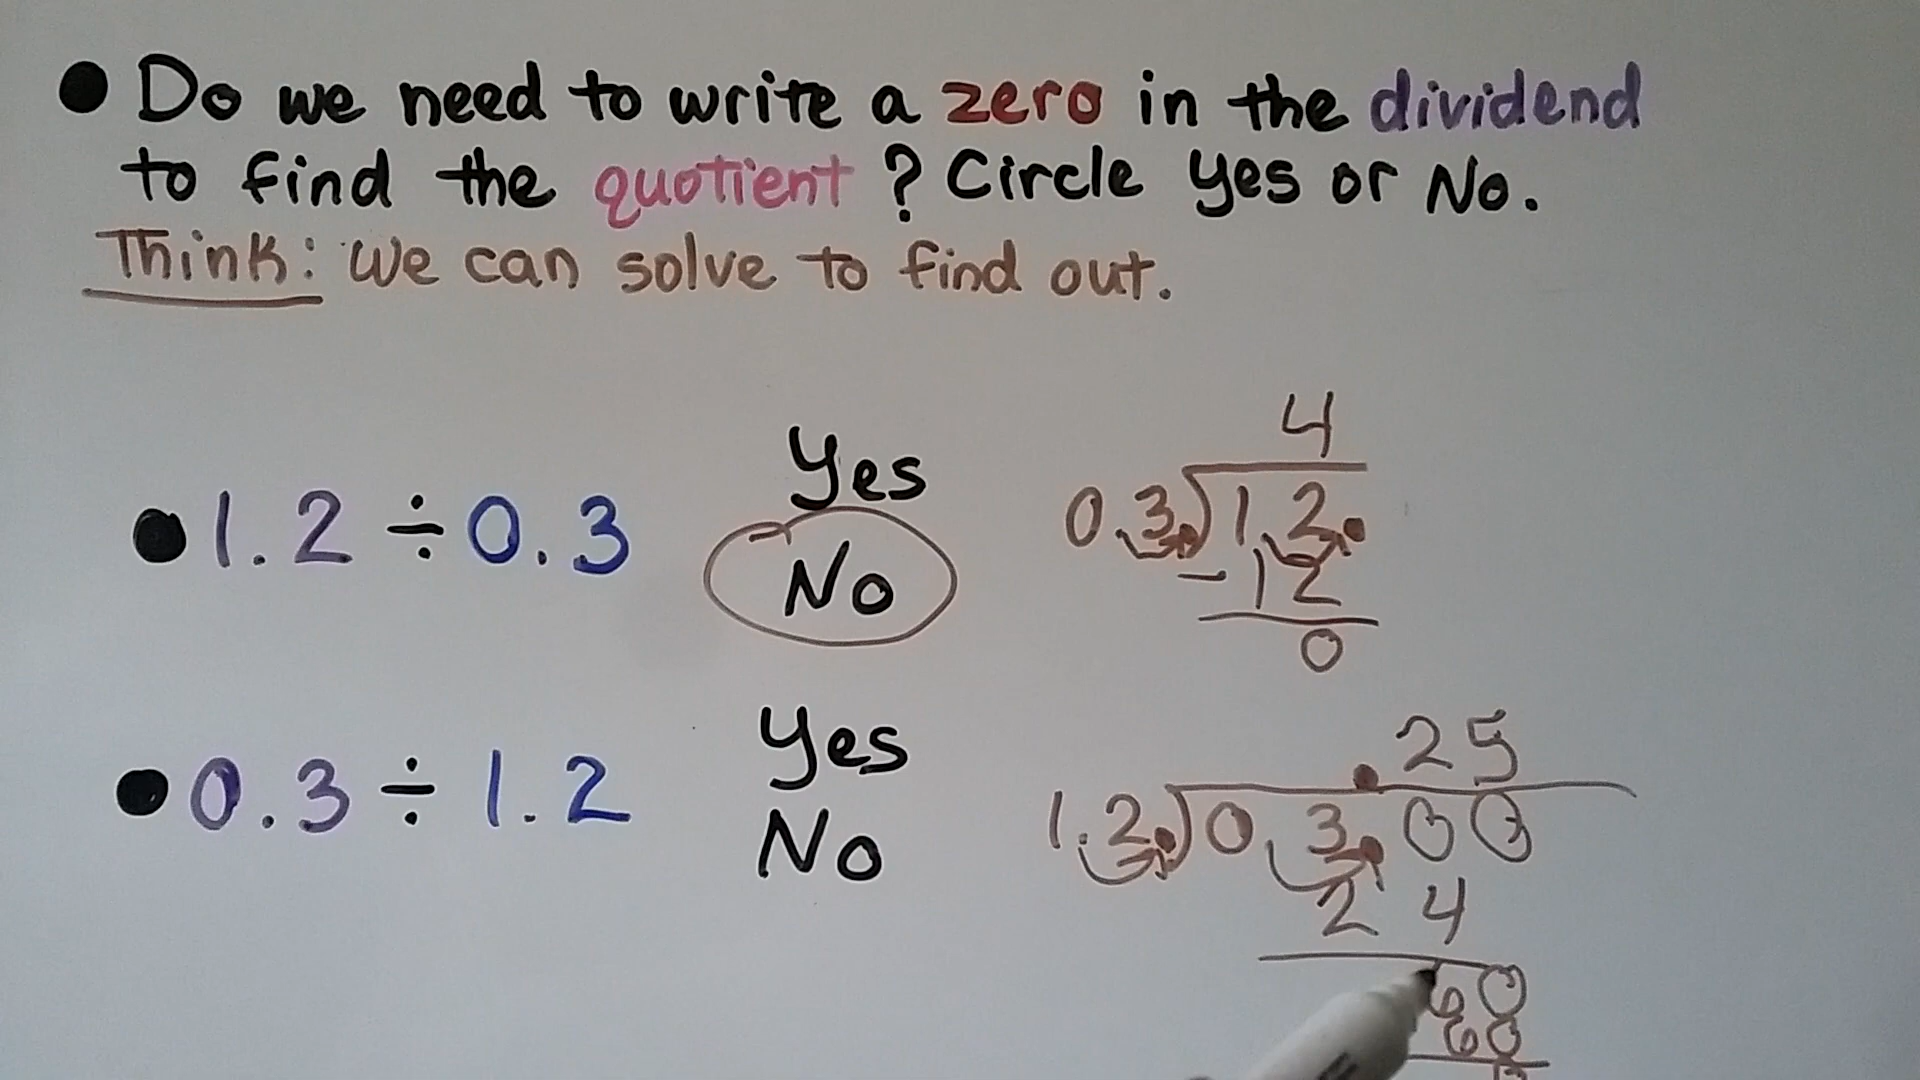 ● Do we need to write a zero in the dividend
to find the quotient? Circle yes or No.
Think: We can solve to find out.
● 1.2 ÷ 0.3
Yes
No
4
0.3.)1.2.
-12
0
● 0.3 ÷ 1.2
Yes
No
.25
1.2.)0.3.00
24
60
60